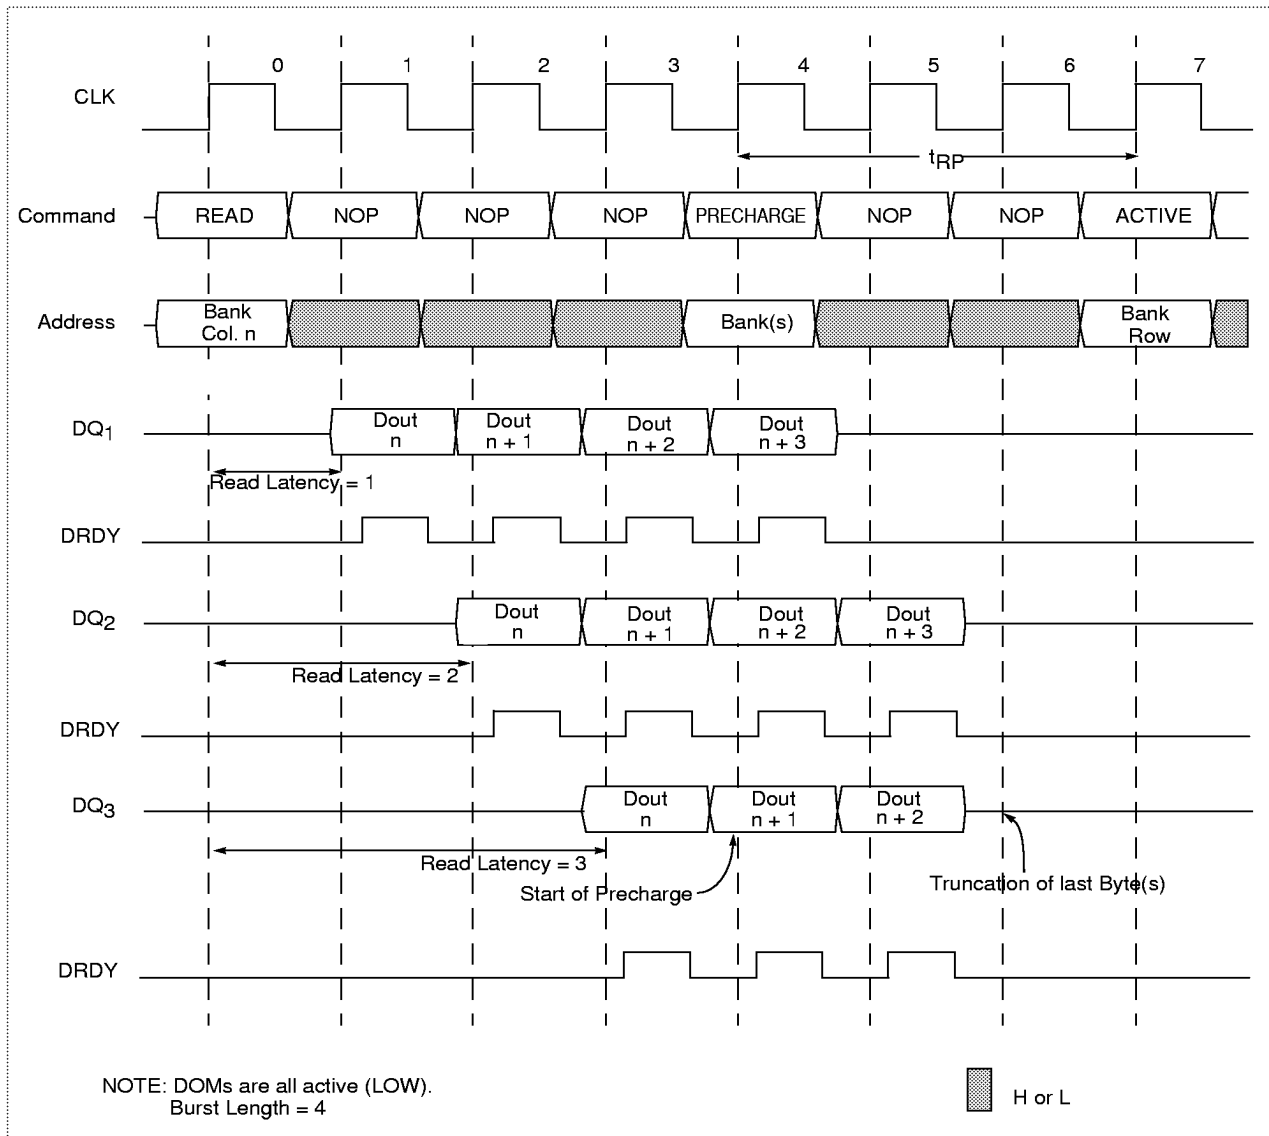 0 1 2 3 4 5 6 7
CLK
tRP
Command READ NOP NOP NOP PRECHARGE NOP NOP ACTIVE
Address Bank Col. n Bank(s) Bank Row
DQ1 Dout n Dout n + 1 Dout n + 2 Dout n + 3
Read Latency = 1
DRDY
DQ2 Dout n Dout n + 1 Dout n + 2 Dout n + 3
Read Latency = 2
DRDY
DQ3 Dout n Dout n + 1 Dout n + 2
Read Latency = 3
Start of Precharge
Truncation of last Byte(s)
DRDY
NOTE: DOMs are all active (LOW).
Burst Length = 4
H or L